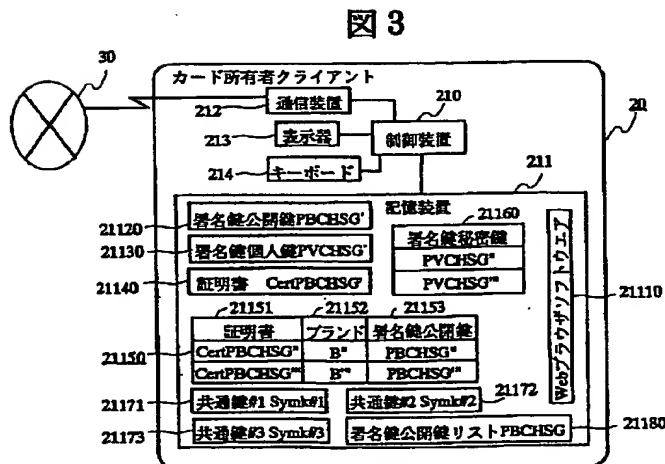 図3
30
カード所有者クライアント
212
通信装置
210
20
213
表示器
制御装置
214
キーボード
211
記憶装置
21120
署名鍵公開鍵PBCHSG'
21160
21130
署名鍵個人鍵PVCHSG'
署名鍵秘密鍵
PVCHSG"
PVCHSG'"
21140
証明書 CertPBCHSG'
21110
Webブラウザソフトウエア
21151 21152 21153
証明書 ブランド 署名鍵公開鍵
21150
CertPBCHSG" B" PBCHSG"
CertPBCHSG'" B'" PBCHSG'"
21171
共通鍵#1 Symk#1
共通鍵#2 Symk#2
21172
21173
共通鍵#3 Symk#3
署名鍵公開鍵リストPBCHSG
21180